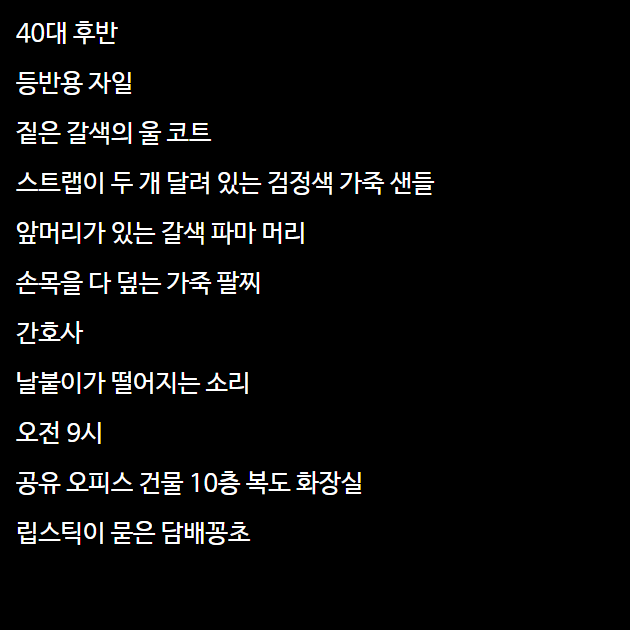 40대 후반
등반용 자일
짙은 갈색의 울 코트
스트랩이 두 개 달려 있는 검정색 가죽 샌들
앞머리가 있는 갈색 파마 머리
손목을 다 덮는 가죽 팔찌
간호사
날붙이가 떨어지는 소리
오전 9시
공유 오피스 건물 10층 복도 화장실
립스틱이 묻은 담배꽁초